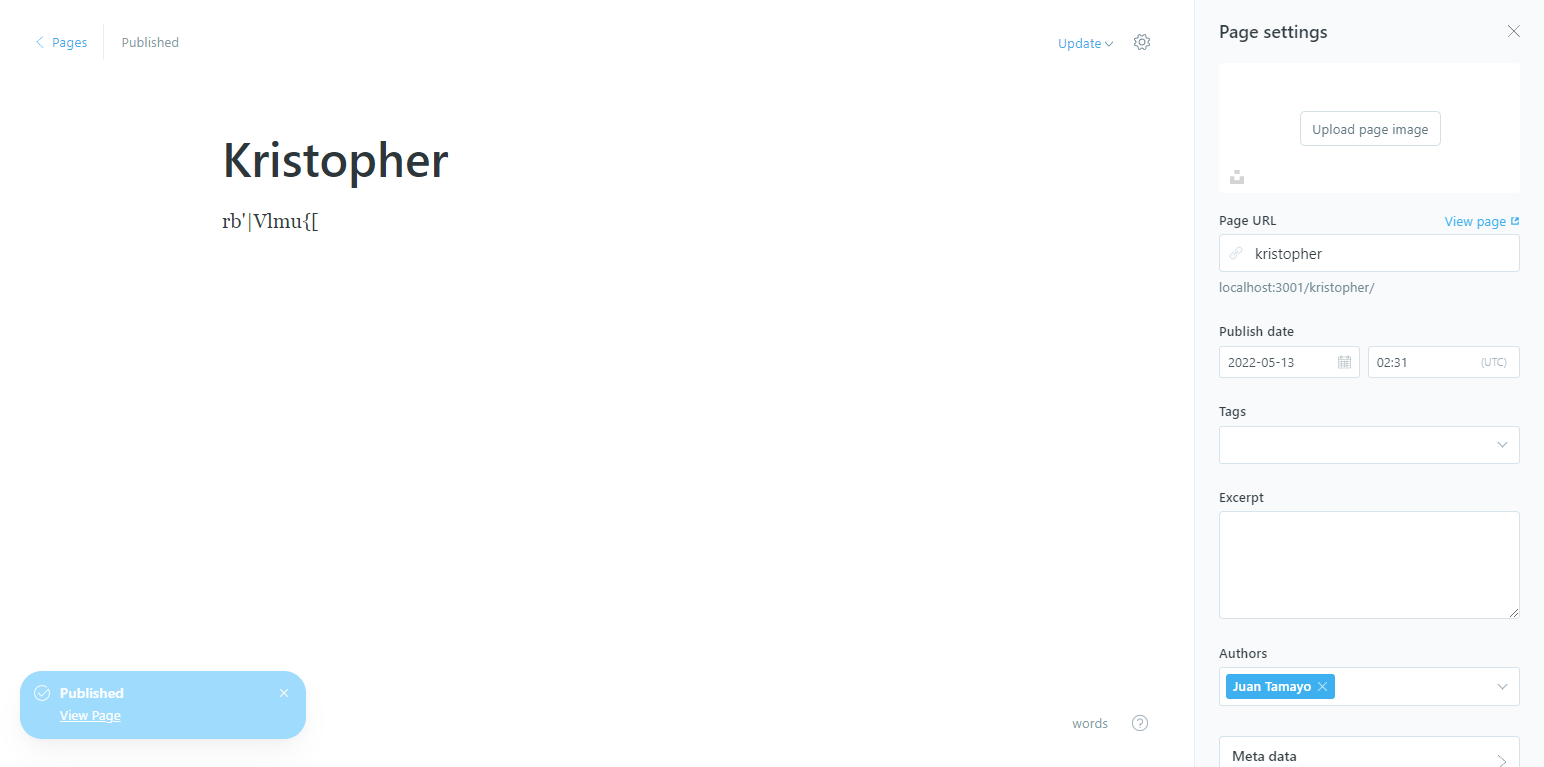 Pages
Published
Update
Kristopher
rb'|Vlmu{[
Published
View Page
words
Page settings
Upload page image
Page URL
View page
kristopher
localhost:3001/kristopher/
Publish date
2022-05-13
02:31
(UTC)
Tags
Excerpt
Authors
Juan Tamayo
Meta data